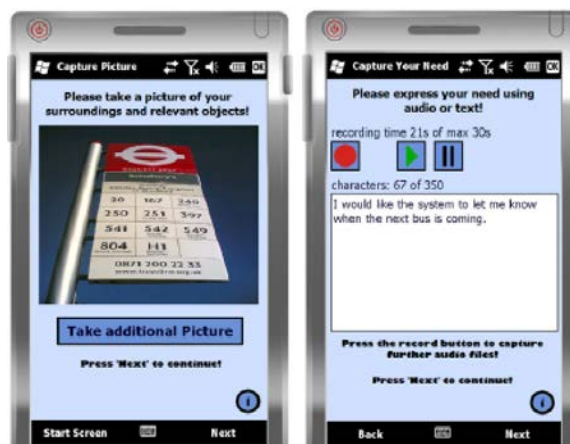 Capture Picture
OK
Please take a picture of your
surroundings and relevant objects!
20 167 249
250 251 397
541 542 549
804 H1
0871 200 22 33
Take additional Picture
Press 'Next' to continue!
i
Start Screen
Next
Capture Your Need
OK
Please express your need using
audio or text!
recording time 21s of max 30s
characters: 67 of 350
I would like the system to let me know
when the next bus is coming.
Press the record button to capture
further audio files!
Press 'Next' to continue!
i
Back
Next